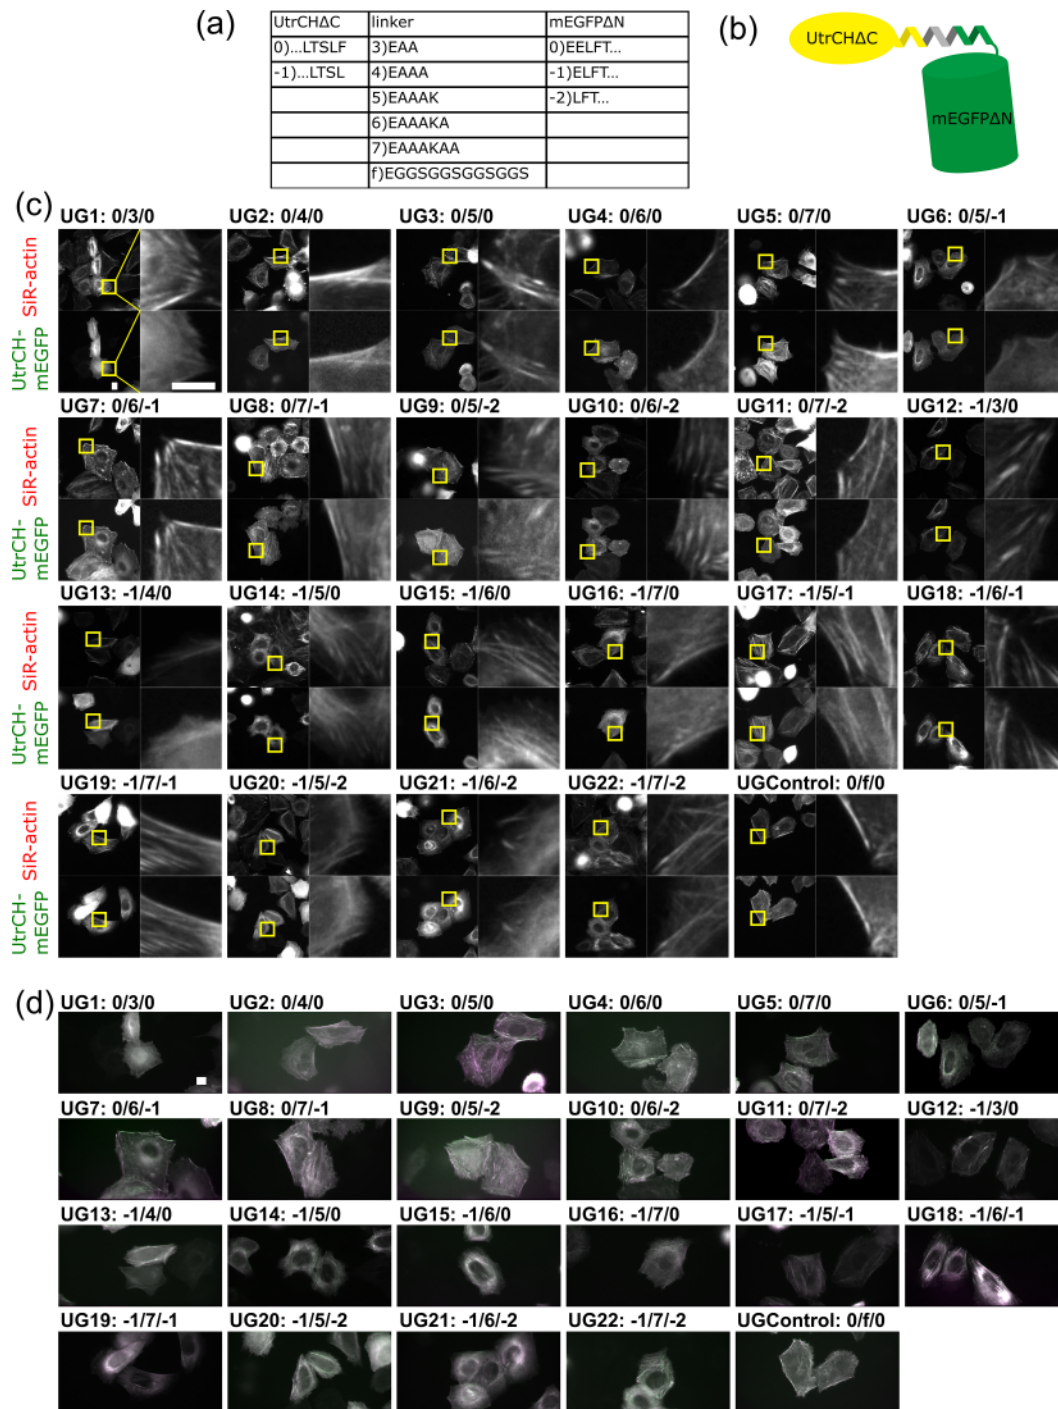 (a)
UtrCHΔC linker mEGFPΔN
0)...LTSLF 3)EAA 0)EELFT...
-1)...LTSL 4)EAAA -1)ELFT...
5)EAAAK -2)LFT...
6)EAAAKA
7)EAAAKAA
f)EGGSGGSGGSGGS
(b)
UtrCHΔC
mEGFPΔN
(c)
UG1: 0/3/0 UG2: 0/4/0 UG3: 0/5/0 UG4: 0/6/0 UG5: 0/7/0 UG6: 0/5/-1
SiR-actin
UtrCH-
mEGFP
UG7: 0/6/-1 UG8: 0/7/-1 UG9: 0/5/-2 UG10: 0/6/-2 UG11: 0/7/-2 UG12: -1/3/0
SiR-actin
UtrCH-
mEGFP
UG13: -1/4/0 UG14: -1/5/0 UG15: -1/6/0 UG16: -1/7/0 UG17: -1/5/-1 UG18: -1/6/-1
SiR-actin
UtrCH-
mEGFP
UG19: -1/7/-1 UG20: -1/5/-2 UG21: -1/6/-2 UG22: -1/7/-2 UGControl: 0/f/0
SiR-actin
UtrCH-
mEGFP
(d)
UG1: 0/3/0 UG2: 0/4/0 UG3: 0/5/0 UG4: 0/6/0 UG5: 0/7/0 UG6: 0/5/-1
UG7: 0/6/-1 UG8: 0/7/-1 UG9: 0/5/-2 UG10: 0/6/-2 UG11: 0/7/-2 UG12: -1/3/0
UG13: -1/4/0 UG14: -1/5/0 UG15: -1/6/0 UG16: -1/7/0 UG17: -1/5/-1 UG18: -1/6/-1
UG19: -1/7/-1 UG20: -1/5/-2 UG21: -1/6/-2 UG22: -1/7/-2 UGControl: 0/f/0